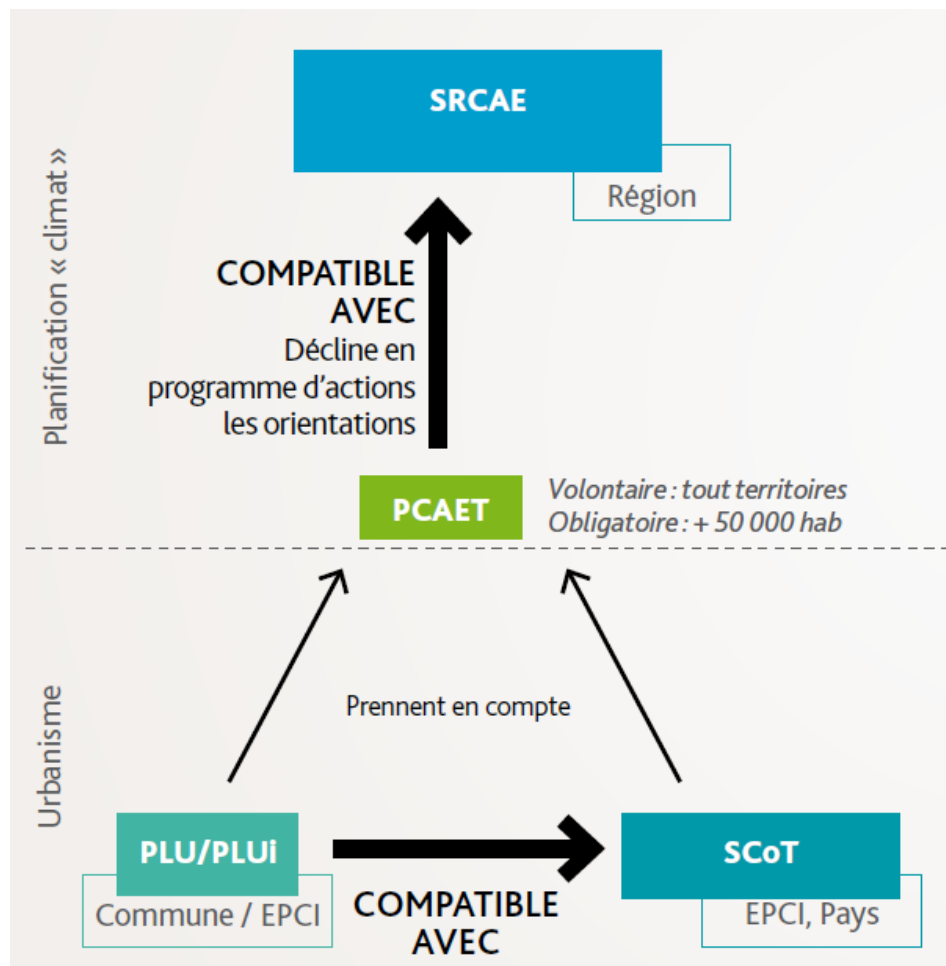 SRCAE
Région
Planification « climat »
COMPATIBLE
AVEC
Décline en
programme d'actions
les orientations
PCAET
Volontaire : tout territoires
Obligatoire : + 50 000 hab
Urbanisme
Prennent en compte
PLU/PLUi
Commune / EPCI
COMPATIBLE
AVEC
SCoT
EPCI, Pays